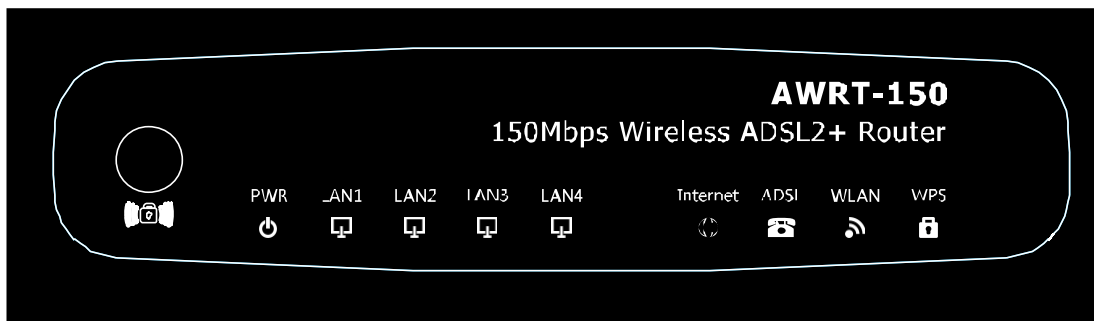 AWRT-150
150Mbps Wireless ADSL2+ Router
PWR LAN1 LAN2 LAN3 LAN4 Internet ADSL WLAN WPS